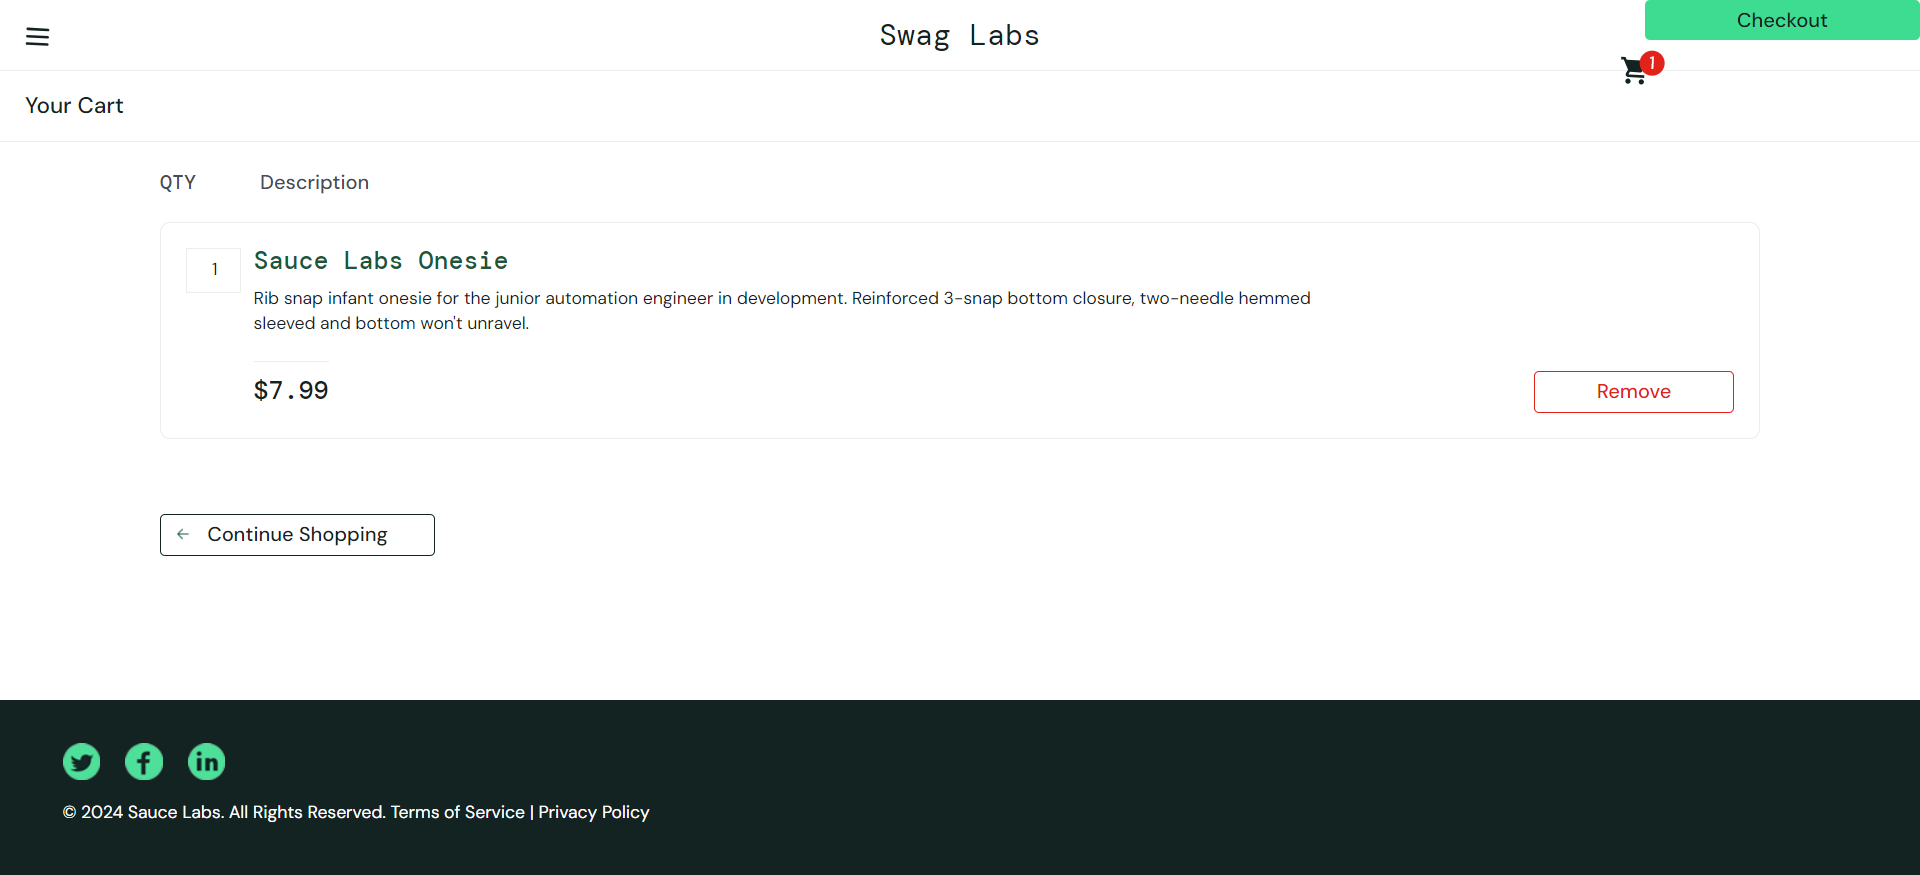 Swag Labs
Checkout
1
Your Cart
QTY Description
1
Sauce Labs Onesie
Rib snap infant onesie for the junior automation engineer in development. Reinforced 3-snap bottom closure, two-needle hemmed
sleeved and bottom won't unravel.
$7.99
Remove
Continue Shopping
© 2024 Sauce Labs. All Rights Reserved. Terms of Service | Privacy Policy